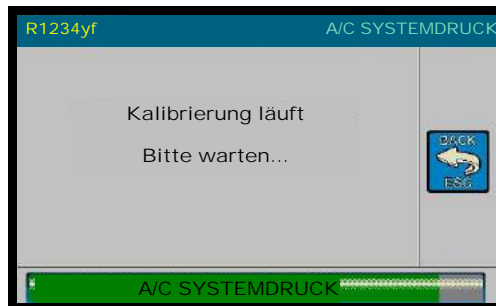 R1234yf A/C SYSTEMDRUCK
Kalibrierung läuft
Bitte warten...
BACK
ESC
A/C SYSTEMDRUCK